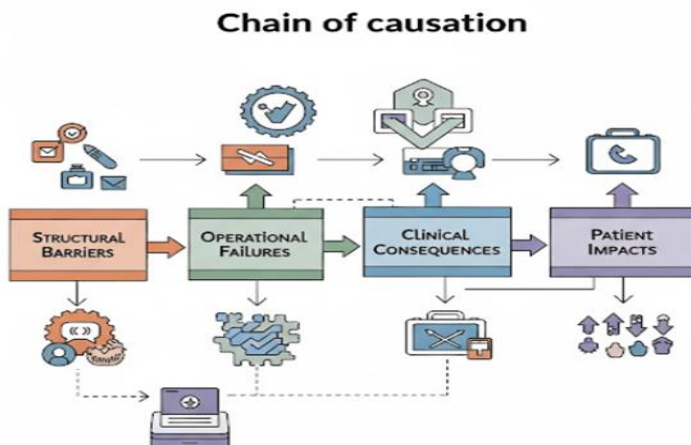 Chain of causation
STRUCTURAL
BARRIERS
OPERATIONAL
FAILURES
CLINICAL
CONSEQUENCES
PATIENT
IMPACTS